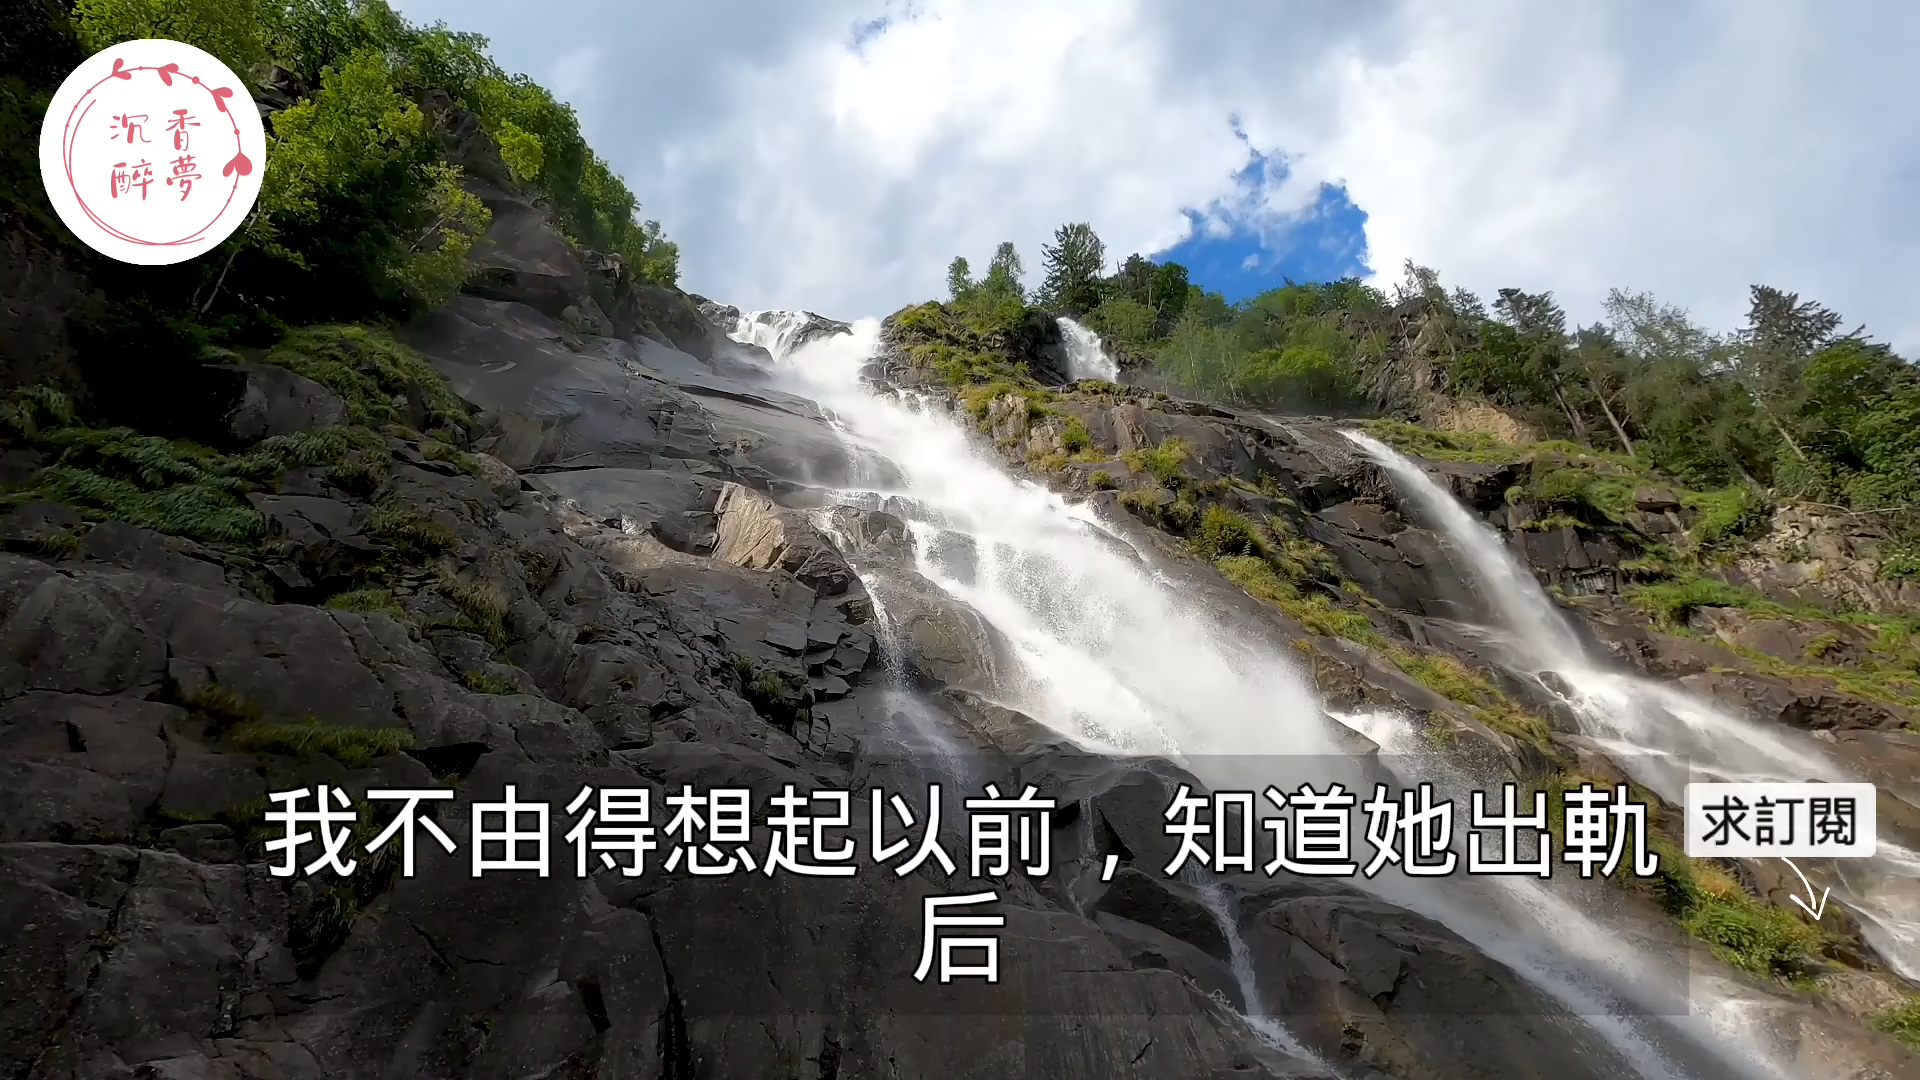 沉香
醉夢
我不由得想起以前，知道她出軌
后
求訂閱